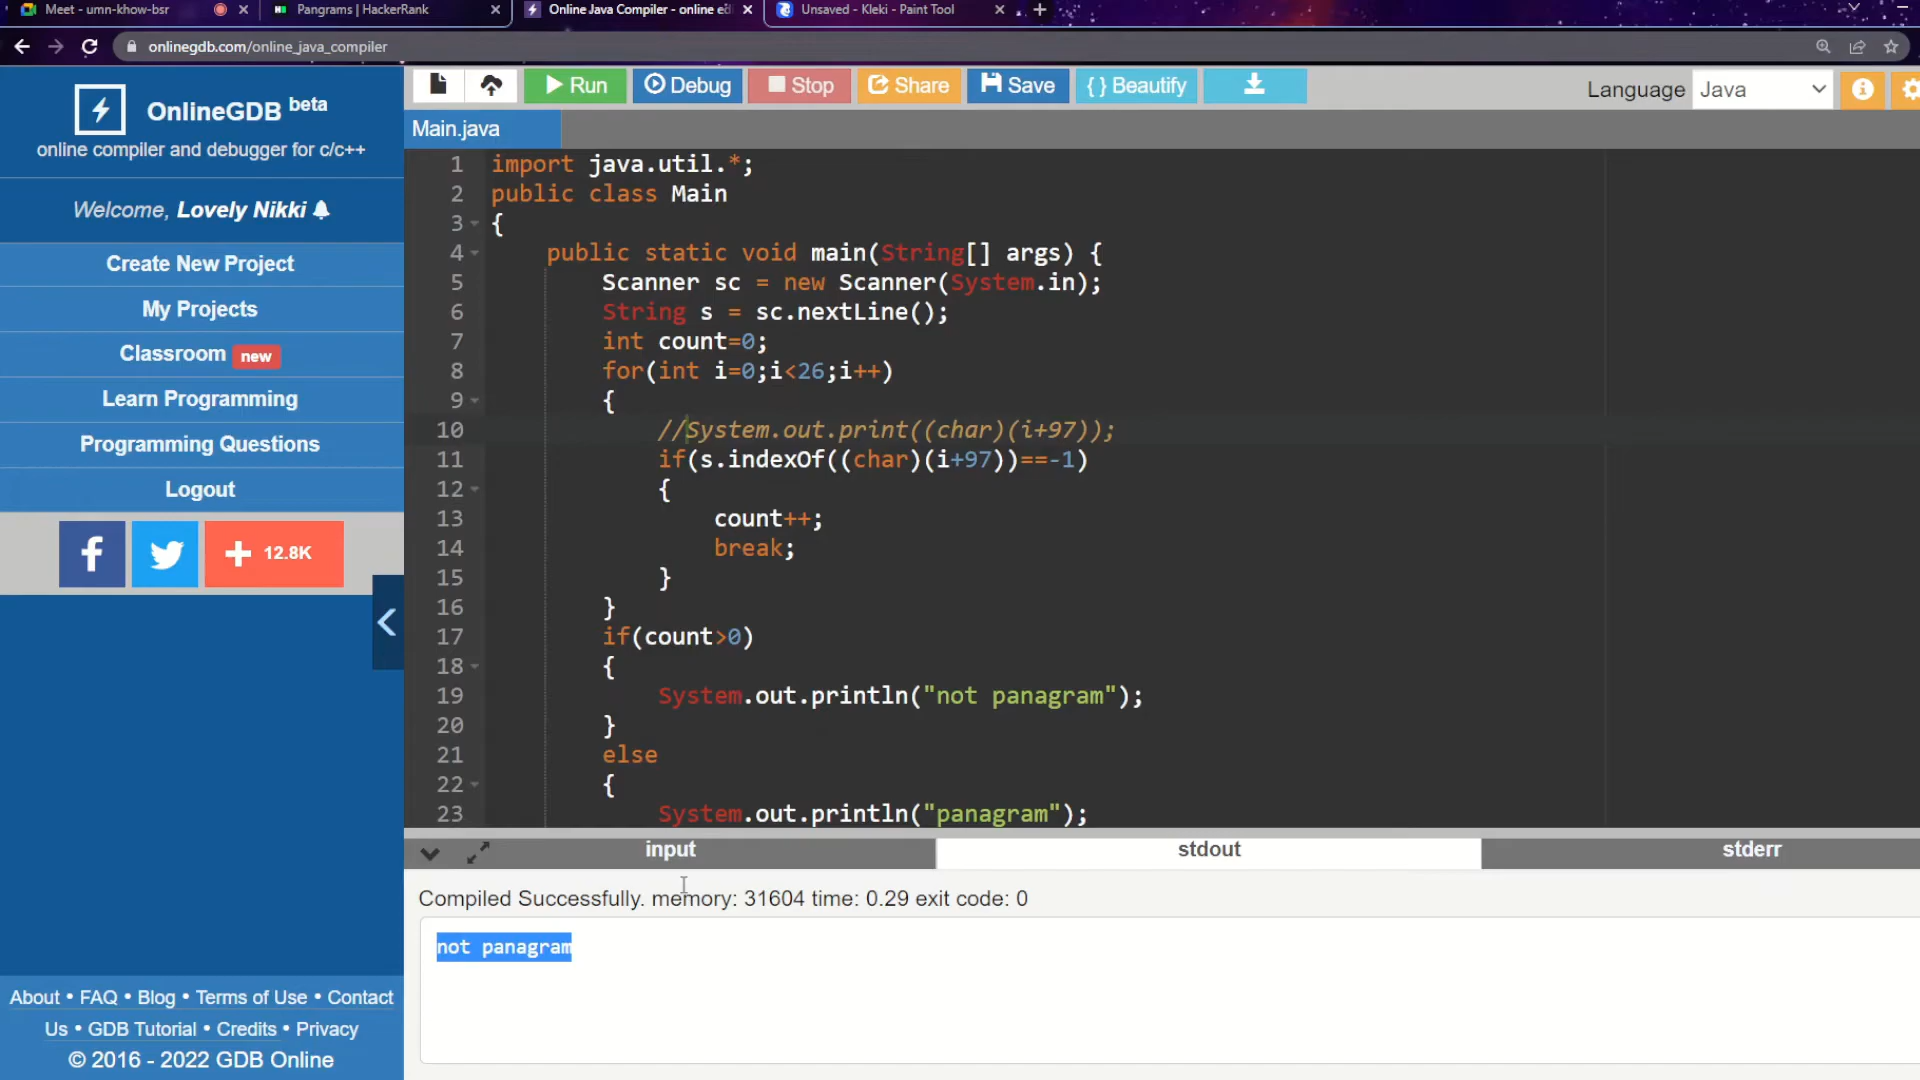 Meet - umn-khow-bsr
Pangrams | HackerRank
Online Java Compiler - online ed
Unsaved - Kleki - Paint Tool
onlinegdb.com/online_java_compiler
OnlineGDB beta
online compiler and debugger for c/c++
Welcome, Lovely Nikki
Create New Project
My Projects
Classroom new
Learn Programming
Programming Questions
Logout
12.8K
About • FAQ • Blog • Terms of Use • Contact
Us • GDB Tutorial • Credits • Privacy
© 2016 - 2022 GDB Online
Run
Debug
Stop
Share
Save
{ } Beautify
Language Java
Main.java
1 import java.util.*;
2 public class Main
3 {
4 public static void main(String[] args) {
5 Scanner sc = new Scanner(System.in);
6 String s = sc.nextLine();
7 int count=0;
8 for(int i=0;i<26;i++)
9 {
10 //System.out.print((char)(i+97));
11 if(s.indexOf((char)(i+97))==-1)
12 {
13 count++;
14 break;
15 }
16 }
17 if(count>0)
18 {
19 System.out.println("not panagram");
20 }
21 else
22 {
23 System.out.println("panagram");
input
stdout
stderr
Compiled Successfully. memory: 31604 time: 0.29 exit code: 0
not panagram